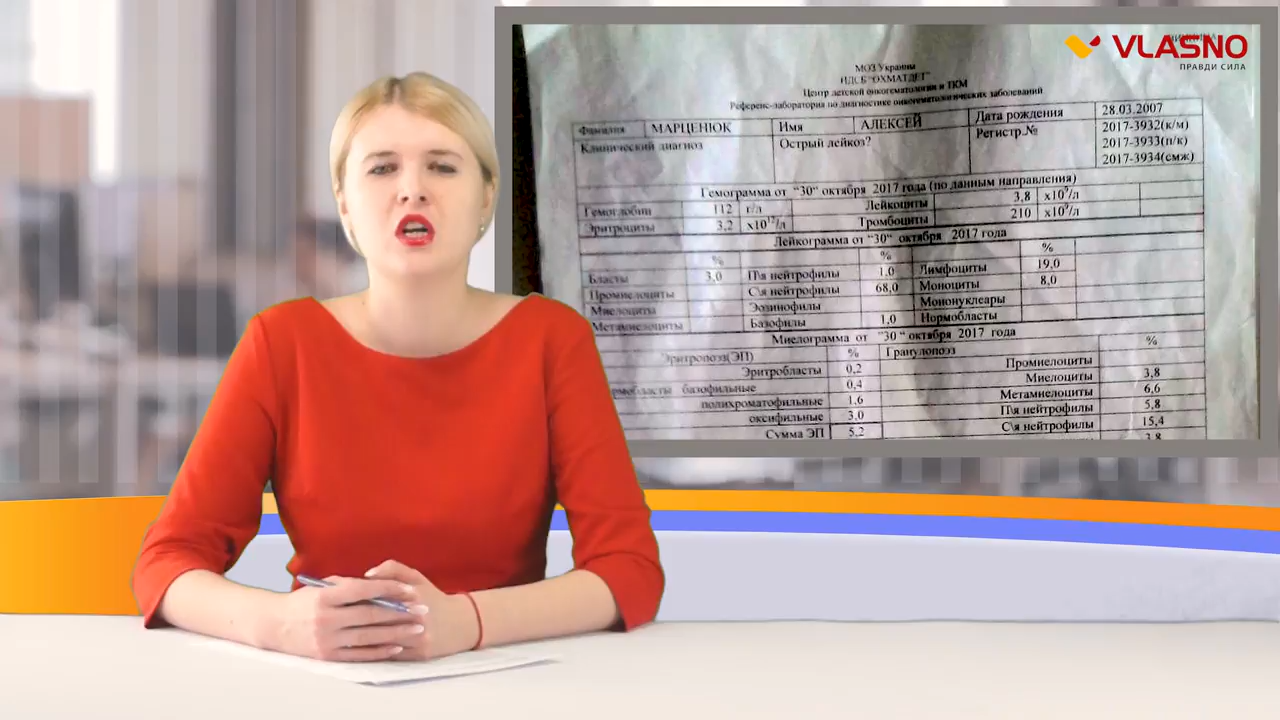 VLASNO
ПРАВДИ СИЛА
МОЗ Украины
"ОХМАТДЕТ"
Центр детской онкогематологии и ТКМ
Референс-лаборатория по диагностике онкогематологических заболеваний
Фамилия МАРЦЕНЮК Имя АЛЕКСЕЙ Дата рождения 28.03.2007
Клинический диагноз Острый лейкоз? Регистр.№ 2017-3932(к/м)
2017-3933(п/к)
2017-3934(смж)
Гемограмма от "30" октября 2017 года (по данным направления)
Гемоглобин 112 г/л Лейкоциты 3,8 х10⁹/л
Эритроциты 3,2 х10¹²/л Тромбоциты 210 х10⁹/л
Лейкограмма от "30" октября 2017 года
% % %
Бласты 3,0 П\я нейтрофилы 1,0 Лимфоциты 19,0
Промиелоциты С\я нейтрофилы 68,0 Моноциты 8,0
Миелоциты Эозинофилы Мононуклеары
Метамиелоциты Базофилы 1,0 Нормобласты
Миелограмма от "30" октября 2017 года
Эритропоэз(ЭП) % Гранулопоэз %
Эритробласты 0,2 Промиелоциты 3,8
базофильные 0,4 Миелоциты 6,6
полихроматофильные 1,6 Метамиелоциты 5,8
оксифильные 3,0 П\я нейтрофилы 15,4
Сумма ЭП 5,2 С\я нейтрофилы 3,8